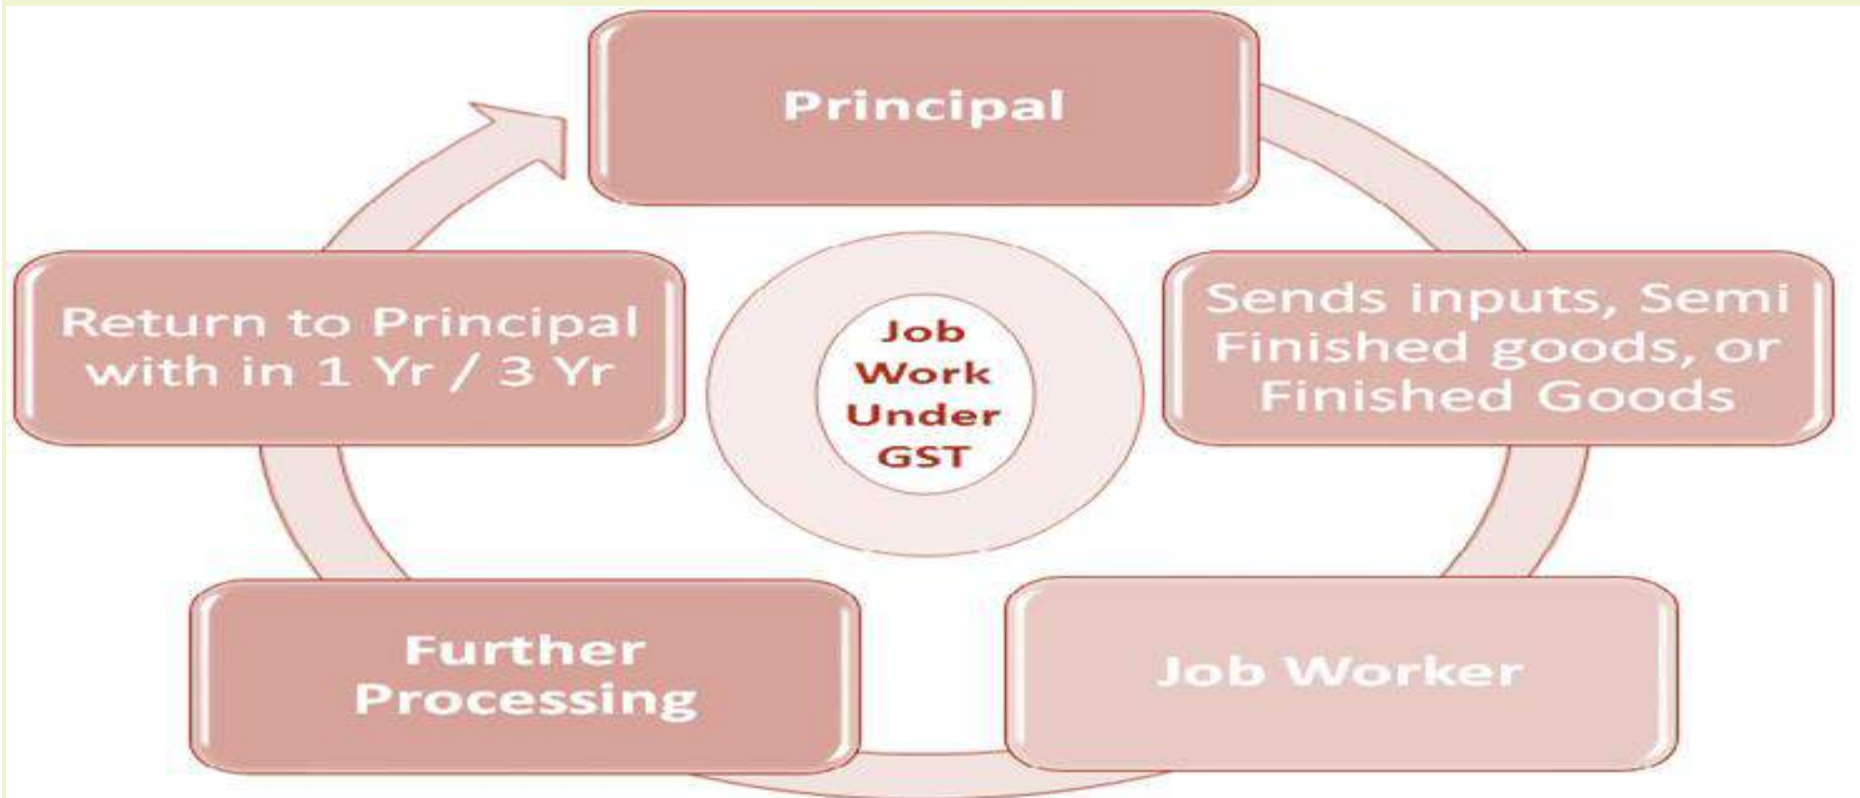 Principal
Sends inputs, Semi
Finished goods, or
Finished Goods
Job Worker
Further
Processing
Return to Principal
with in 1 Yr / 3 Yr
Job
Work
Under
GST